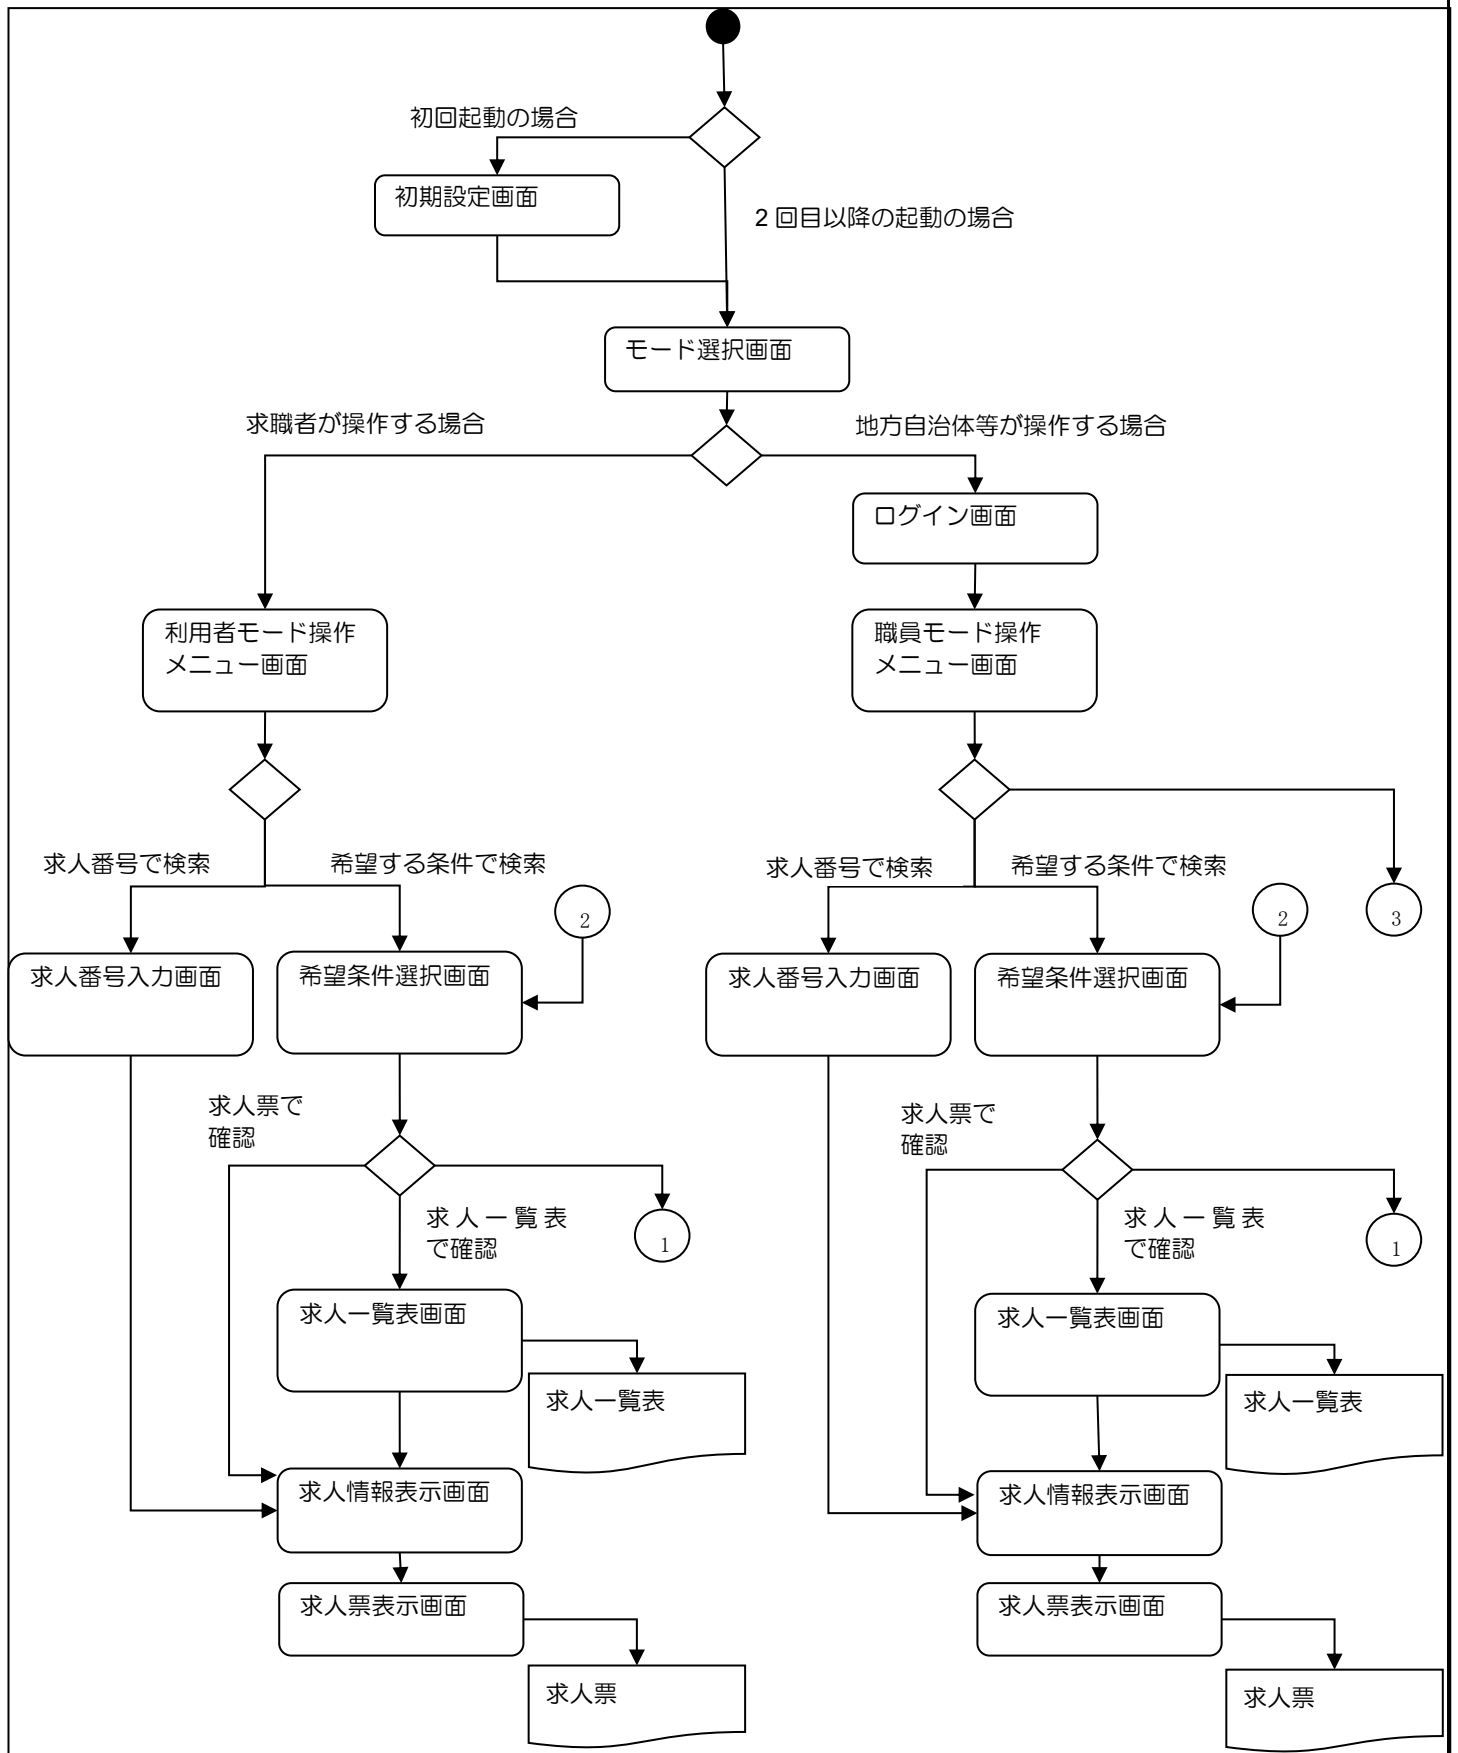 初回起動の場合
初期設定画面
2 回目以降の起動の場合
モード選択画面
求職者が操作する場合
地方自治体等が操作する場合
ログイン画面
利用者モード操作
メニュー画面
職員モード操作
メニュー画面
求人番号で検索
希望する条件で検索
求人番号で検索
希望する条件で検索
2
2
3
求人番号入力画面
希望条件選択画面
求人番号入力画面
希望条件選択画面
求人票で
確認
求人票で
確認
求人一覧表
で確認
1
求人一覧表
で確認
1
求人一覧表画面
求人一覧表画面
求人一覧表
求人一覧表
求人情報表示画面
求人情報表示画面
求人票表示画面
求人票表示画面
求人票
求人票